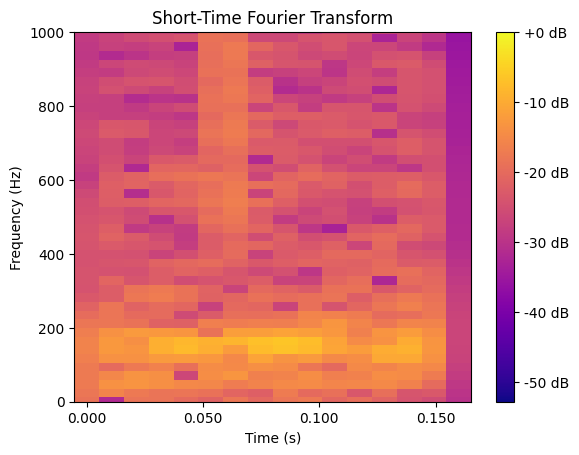 Short-Time Fourier Transform
1000
800
600
400
200
0
Frequency (Hz)
0.000
0.050
0.100
0.150
Time (s)
+0 dB
-10 dB
-20 dB
-30 dB
-40 dB
-50 dB